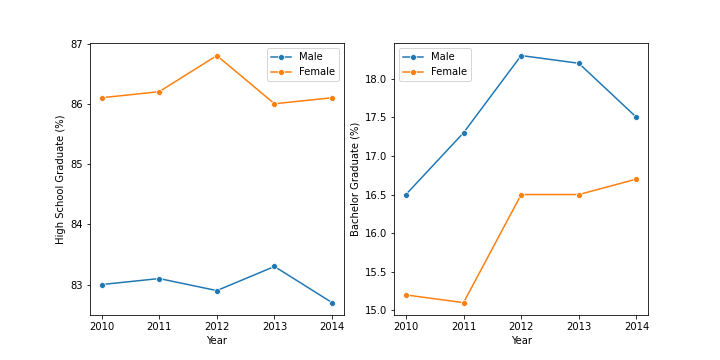 87
86
85
84
83
High School Graduate (%)
2010 2011 2012 2013 2014
Year
Male
Female
18.0
17.5
17.0
16.5
16.0
15.5
15.0
Bachelor Graduate (%)
2010 2011 2012 2013 2014
Year
Male
Female